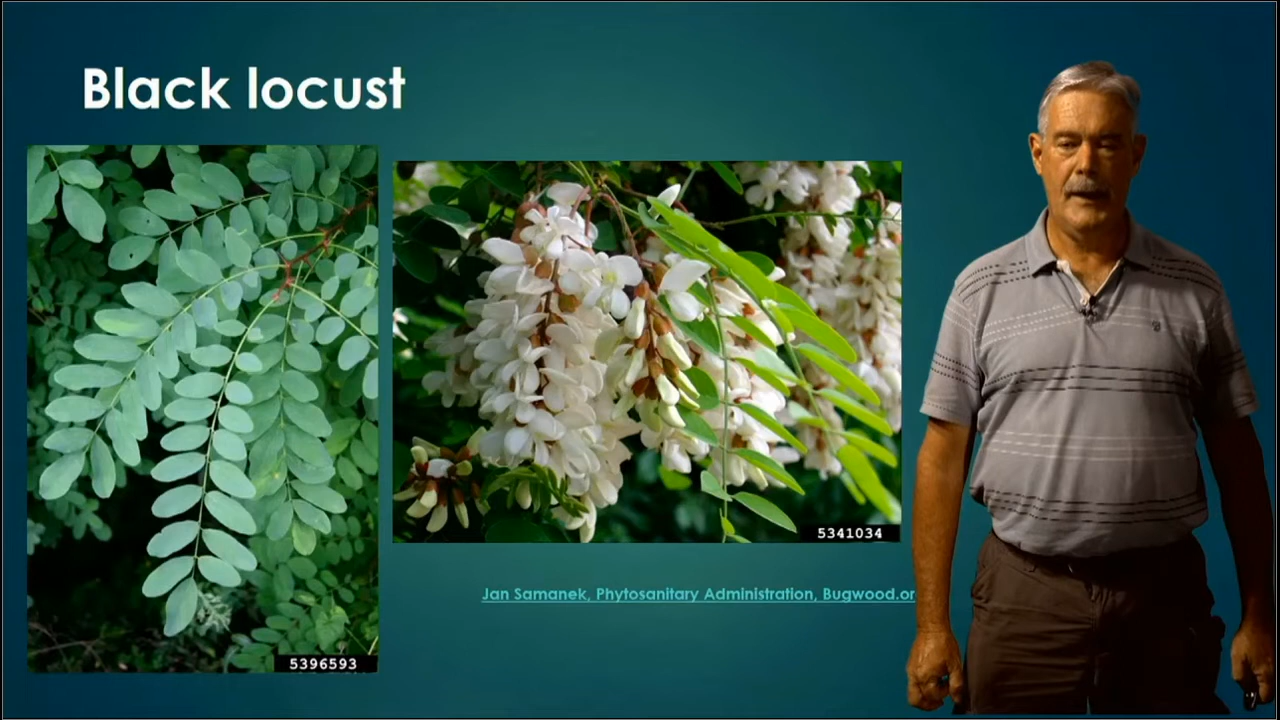 Black locust
5396593
5341034
Jan Samanek, Phytosanitary Administration, Bugwood.or